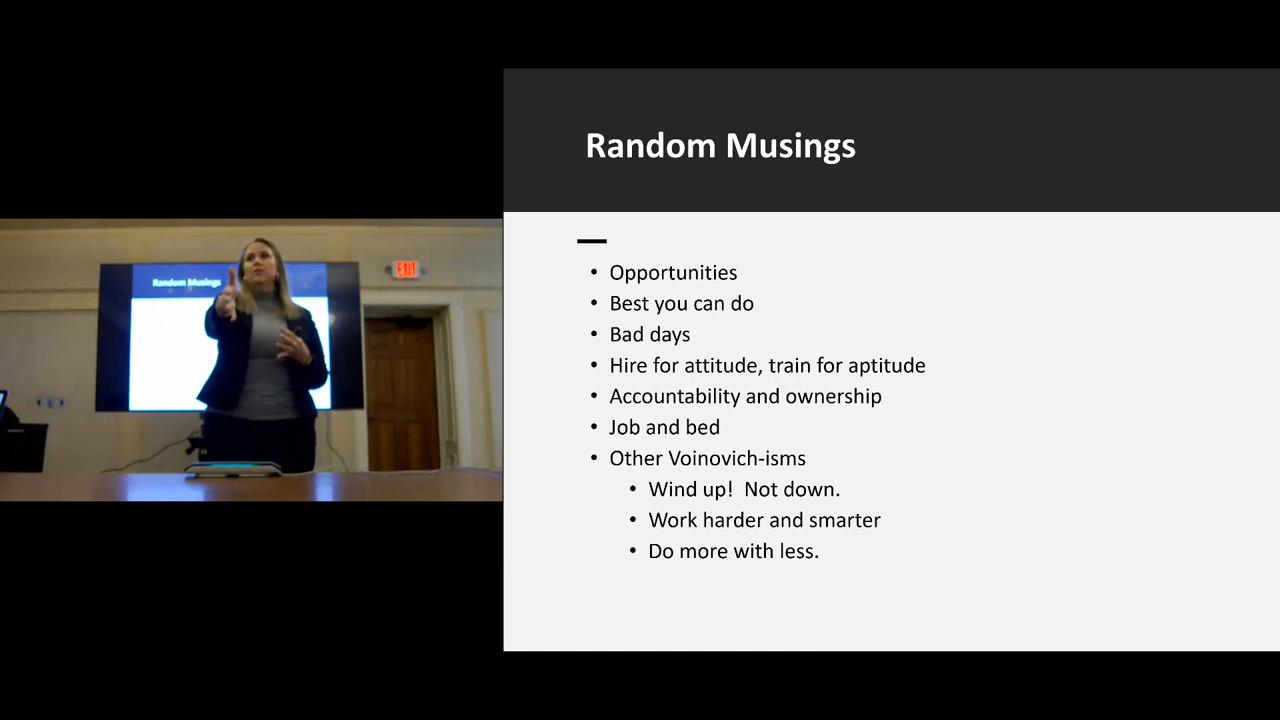 Random Musings
Random Musings
EXIT
• Opportunities
• Best you can do
• Bad days
• Hire for attitude, train for aptitude
• Accountability and ownership
• Job and bed
• Other Voinovich-isms
• Wind up!  Not down.
• Work harder and smarter
• Do more with less.